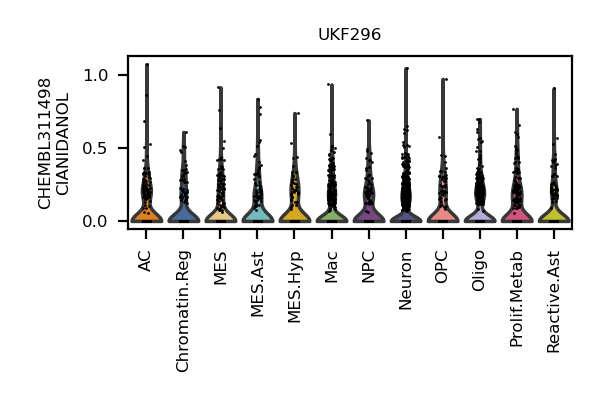 UKF296
CHEMBL311498
CIANIDANOL
1.0
0.5
0.0
AC
Chromatin.Reg
MES
MES.Ast
MES.Hyp
Mac
NPC
Neuron
OPC
Oligo
Prolif.Metab
Reactive.Ast